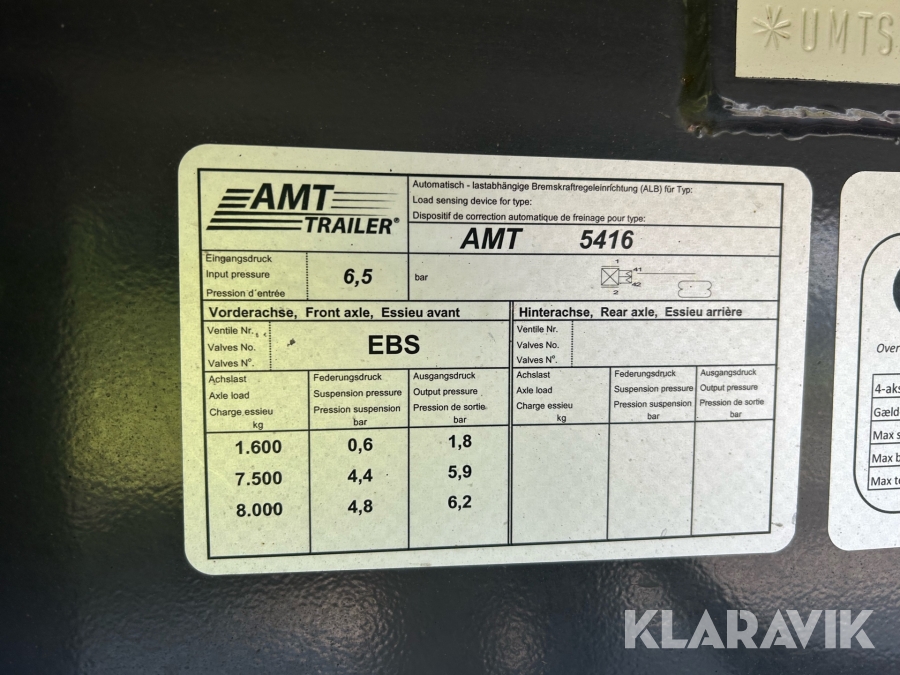 *UMTS
AMT
TRAILER®
Automatisch - lastabhängige Bremskraftregeleinrichtung (ALB) für Typ:
Load sensing device for type:
Dispositif de correction automatique de freinage pour type:
AMT 5416
Eingangsdruck
Input pressure
Pression d´entrée
6,5
bar
1
41
42
2
Vorderachse, Front axle, Essieu avant
Hinterachse, Rear axle, Essieu arrière
Ventile Nr.
Valves No.
Valves N°.
EBS
Ventile Nr.
Valves No.
Valves N°.
Achslast
Axle load
Charge essieu
kg
Federungsdruck
Suspension pressure
Pression suspension
bar
Ausgangsdruck
Output pressure
Pression de sortie
bar
Achslast
Axle load
Charge essieu
kg
Federungsdruck
Suspension pressure
Pression suspension
bar
Ausgangsdruck
Output pressure
Pression de sortie
bar
1.600 0,6 1,8
7.500 4,4 5,9
8.000 4,8 6,2
Over
4-aks
Gæld
Max s
Max b
Max to
KLARAVIK